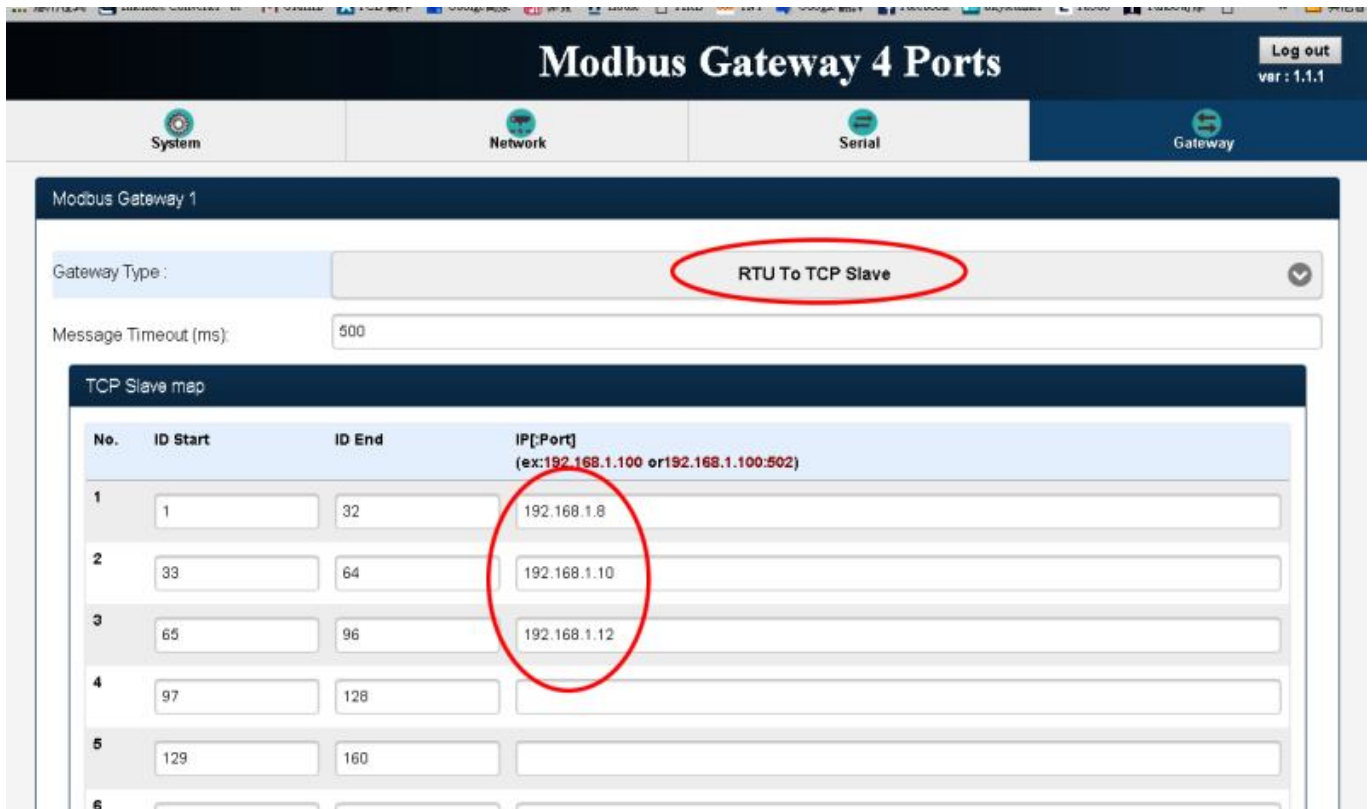 Modbus Gateway 4 Ports
Log out
ver : 1.1.1
System
Network
Serial
Gateway
Modbus Gateway 1
Gateway Type :
RTU To TCP Slave
Message Timeout (ms):
500
TCP Slave map
No. ID Start ID End IP[:Port]
(ex:192.168.1.100 or192.168.1.100:502)
1 1 32 192.168.1.8
2 33 64 192.168.1.10
3 65 96 192.168.1.12
4 97 128
5 129 160
6